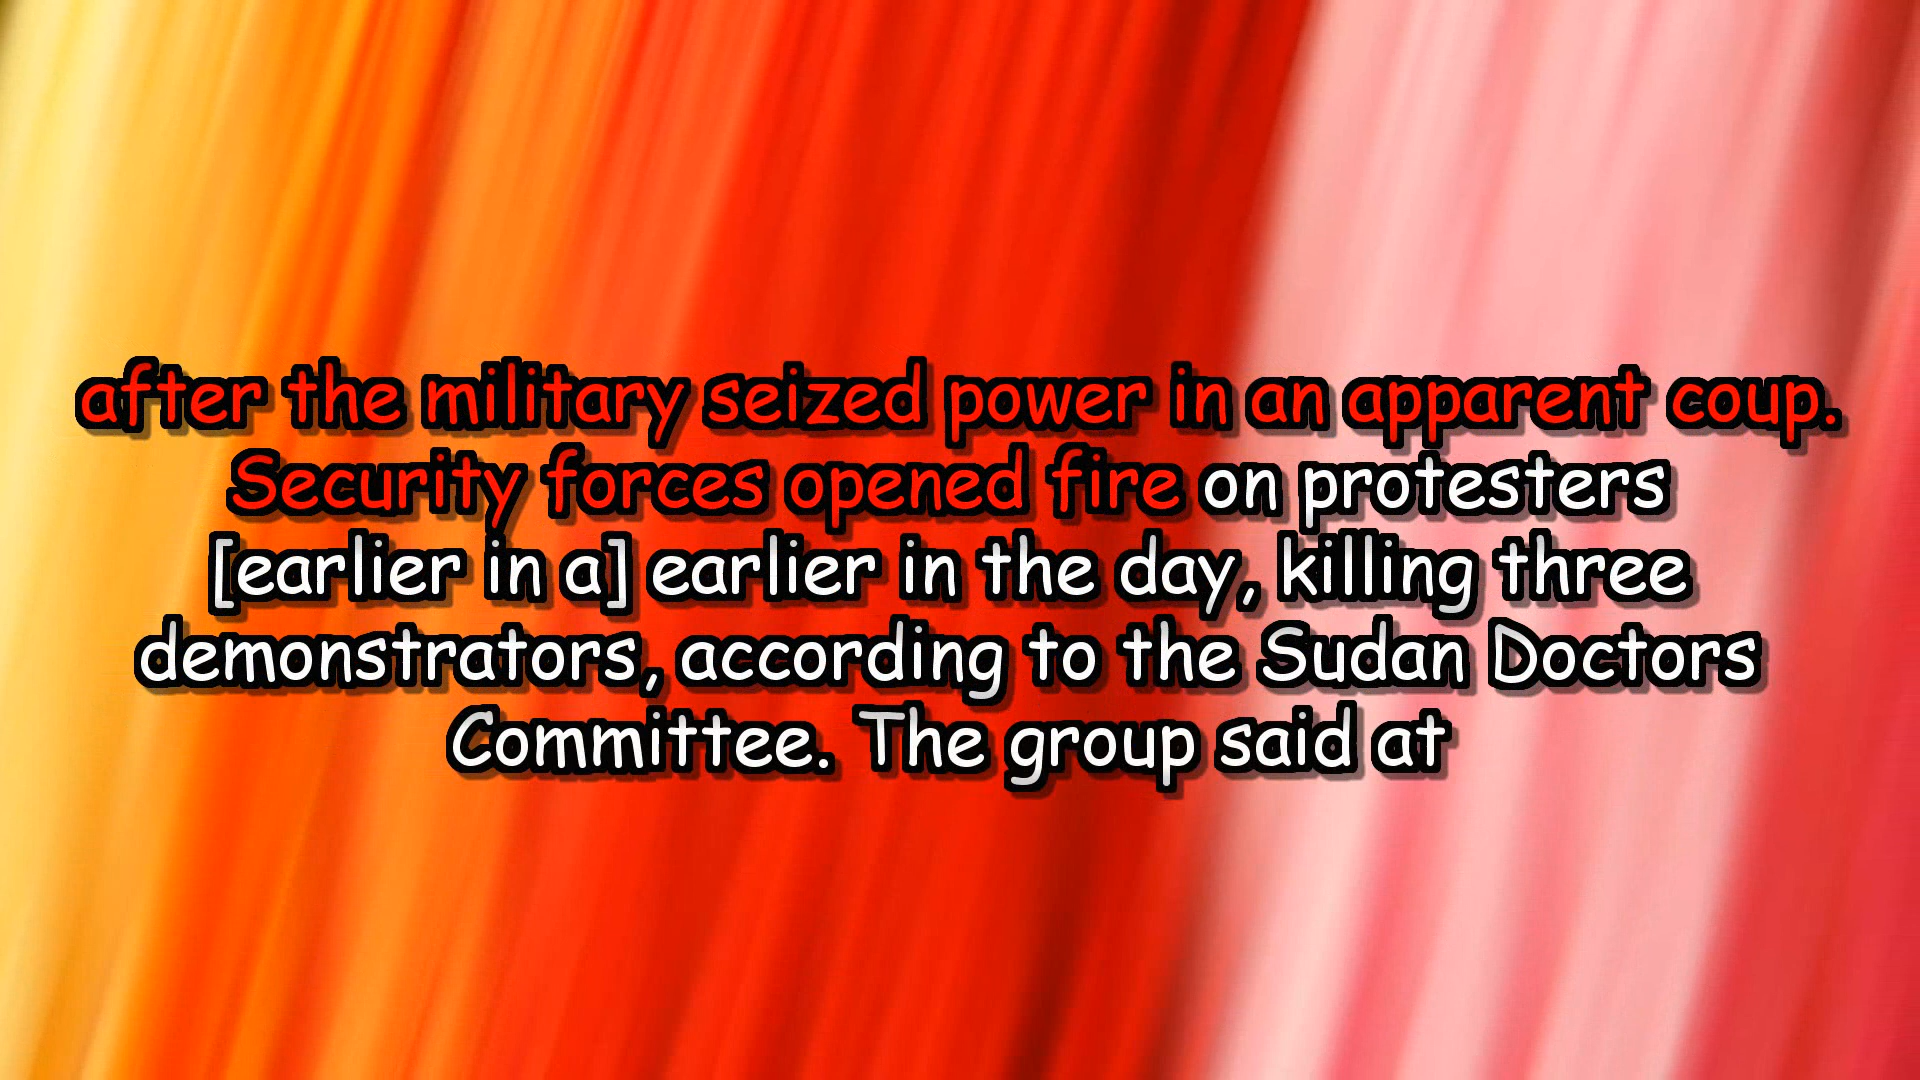 after the military seized power in an apparent coup.
Security forces opened fire on protesters
[earlier in a] earlier in the day, killing three
demonstrators, according to the Sudan Doctors
Committee. The group said at